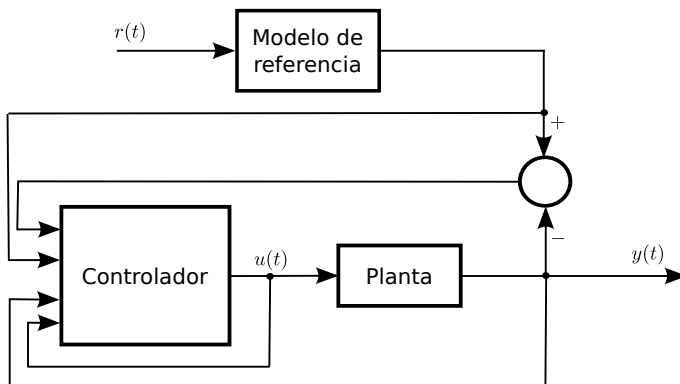 r(t)
Modelo de
referencia
+
−
Controlador
u(t)
Planta
y(t)